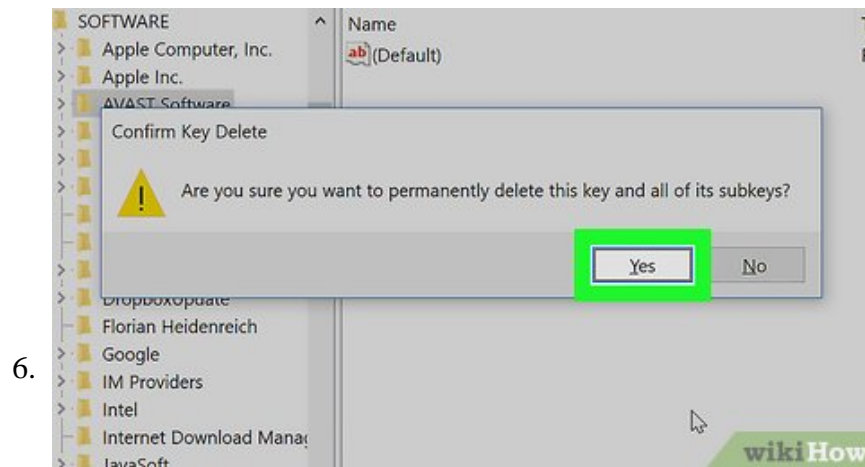 SOFTWARE
Name
Apple Computer, Inc.
ab (Default)
Apple Inc.
AVAST Software
Confirm Key Delete
Are you sure you want to permanently delete this key and all of its subkeys?
Yes
No
DropboxUpdate
Florian Heidenreich
6.
Google
IM Providers
Intel
Internet Download Manag
JavaSoft
wikiHow